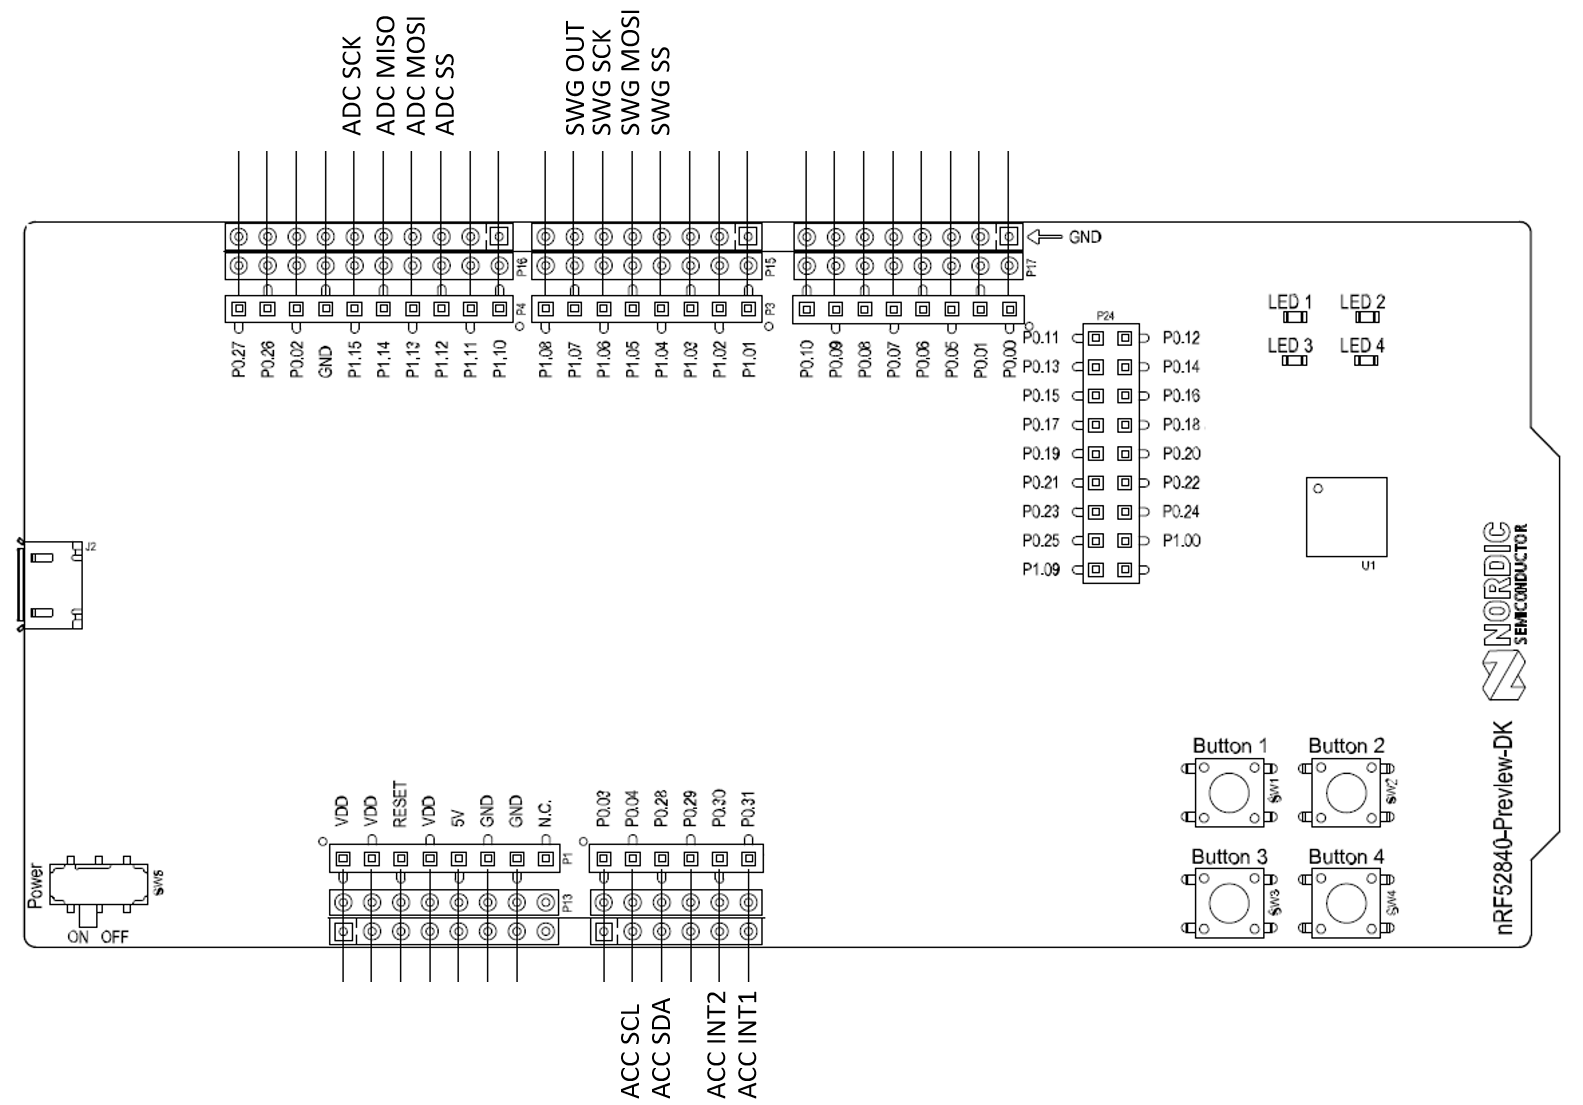 ADC SCK
ADC MISO
ADC MOSI
ADC SS
SWG OUT
SWG SCK
SWG MOSI
SWG SS
GND
P16
P15
P17
P4
P3
P0.27
P0.26
P0.02
GND
P1.15
P1.14
P1.13
P1.12
P1.11
P1.10
P1.08
P1.07
P1.06
P1.05
P1.04
P1.03
P1.02
P1.01
P0.10
P0.09
P0.08
P0.07
P0.06
P0.05
P0.01
P0.00
P24
P0.11 P0.12
P0.13 P0.14
P0.15 P0.16
P0.17 P0.18
P0.19 P0.20
P0.21 P0.22
P0.23 P0.24
P0.25 P1.00
P1.09
LED 1 LED 2
LED 3 LED 4
J2
U1
NORDIC
SEMICONDUCTOR
nRF52840-Preview-DK
Button 1 Button 2
SW1
SW2
Button 3 Button 4
SW3
SW4
VDD
VDD
RESET
VDD
5V
GND
GND
N.C.
P0.03
P0.04
P0.28
P0.29
P0.30
P0.31
P1
P13
Power
SW8
ON OFF
ACC SCL
ACC SDA
ACC INT2
ACC INT1